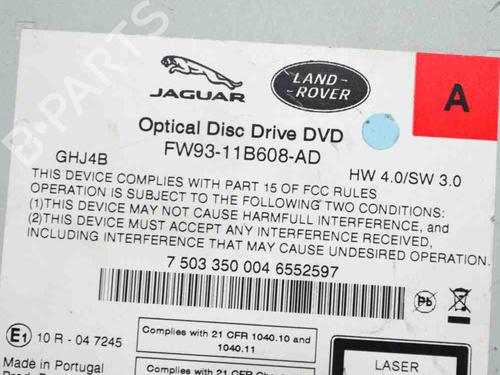 B-PARTS
JAGUAR
LAND-
ROVER
A
Optical Disc Drive DVD
FW93-11B608-AD
GHJ4B
HW 4.0/SW 3.0
THIS DEVICE COMPLIES WITH PART 15 OF FCC RULES
OPERATION IS SUBJECT TO THE FOLLOWING TWO CONDITIONS:
(1)THIS DEVICE MAY NOT CAUSE HARMFULL INTERFERENCE, and
(2)THIS DEVICE MUST ACCEPT ANY INTERFERENCE RECEIVED,
INCLUDING INTERFERENCE THAT MAY CAUSE UNDESIRED OPERATION.
7 503 350 004 6552597
Pb
E1 10 R - 04 7245
Complies with 21 CFR 1040.10 and
1040.11
Made in Portugal
Complies with 21 CFR
LASER